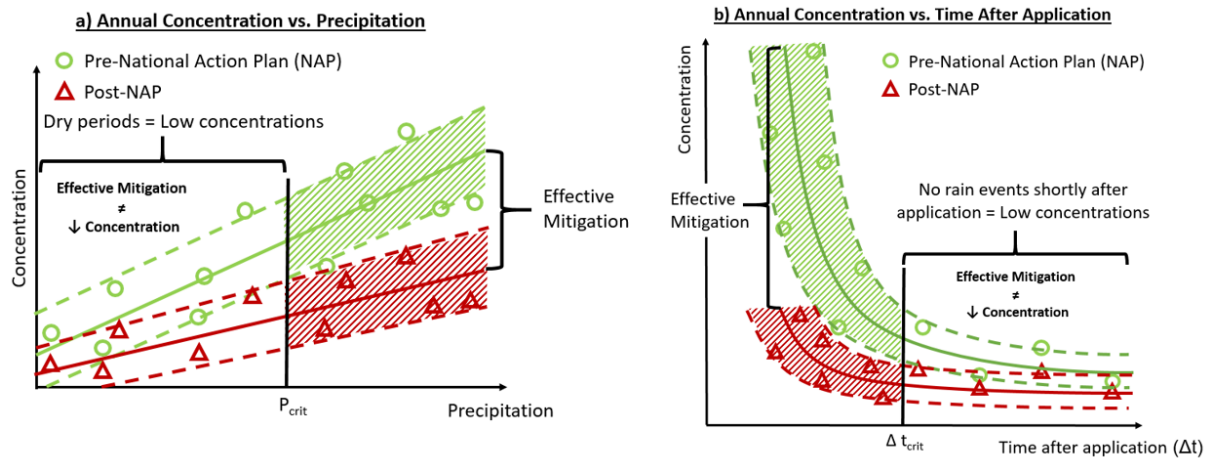 a) Annual Concentration vs. Precipitation
Pre-National Action Plan (NAP)
Post-NAP
Dry periods = Low concentrations
Effective Mitigation
≠
↓ Concentration
Effective
Mitigation
Concentration
P_crit
Precipitation
b) Annual Concentration vs. Time After Application
Pre-National Action Plan (NAP)
Post-NAP
Concentration
Effective
Mitigation
No rain events shortly after
application = Low concentrations
Effective Mitigation
≠
↓ Concentration
Δ t_crit
Time after application (Δt)